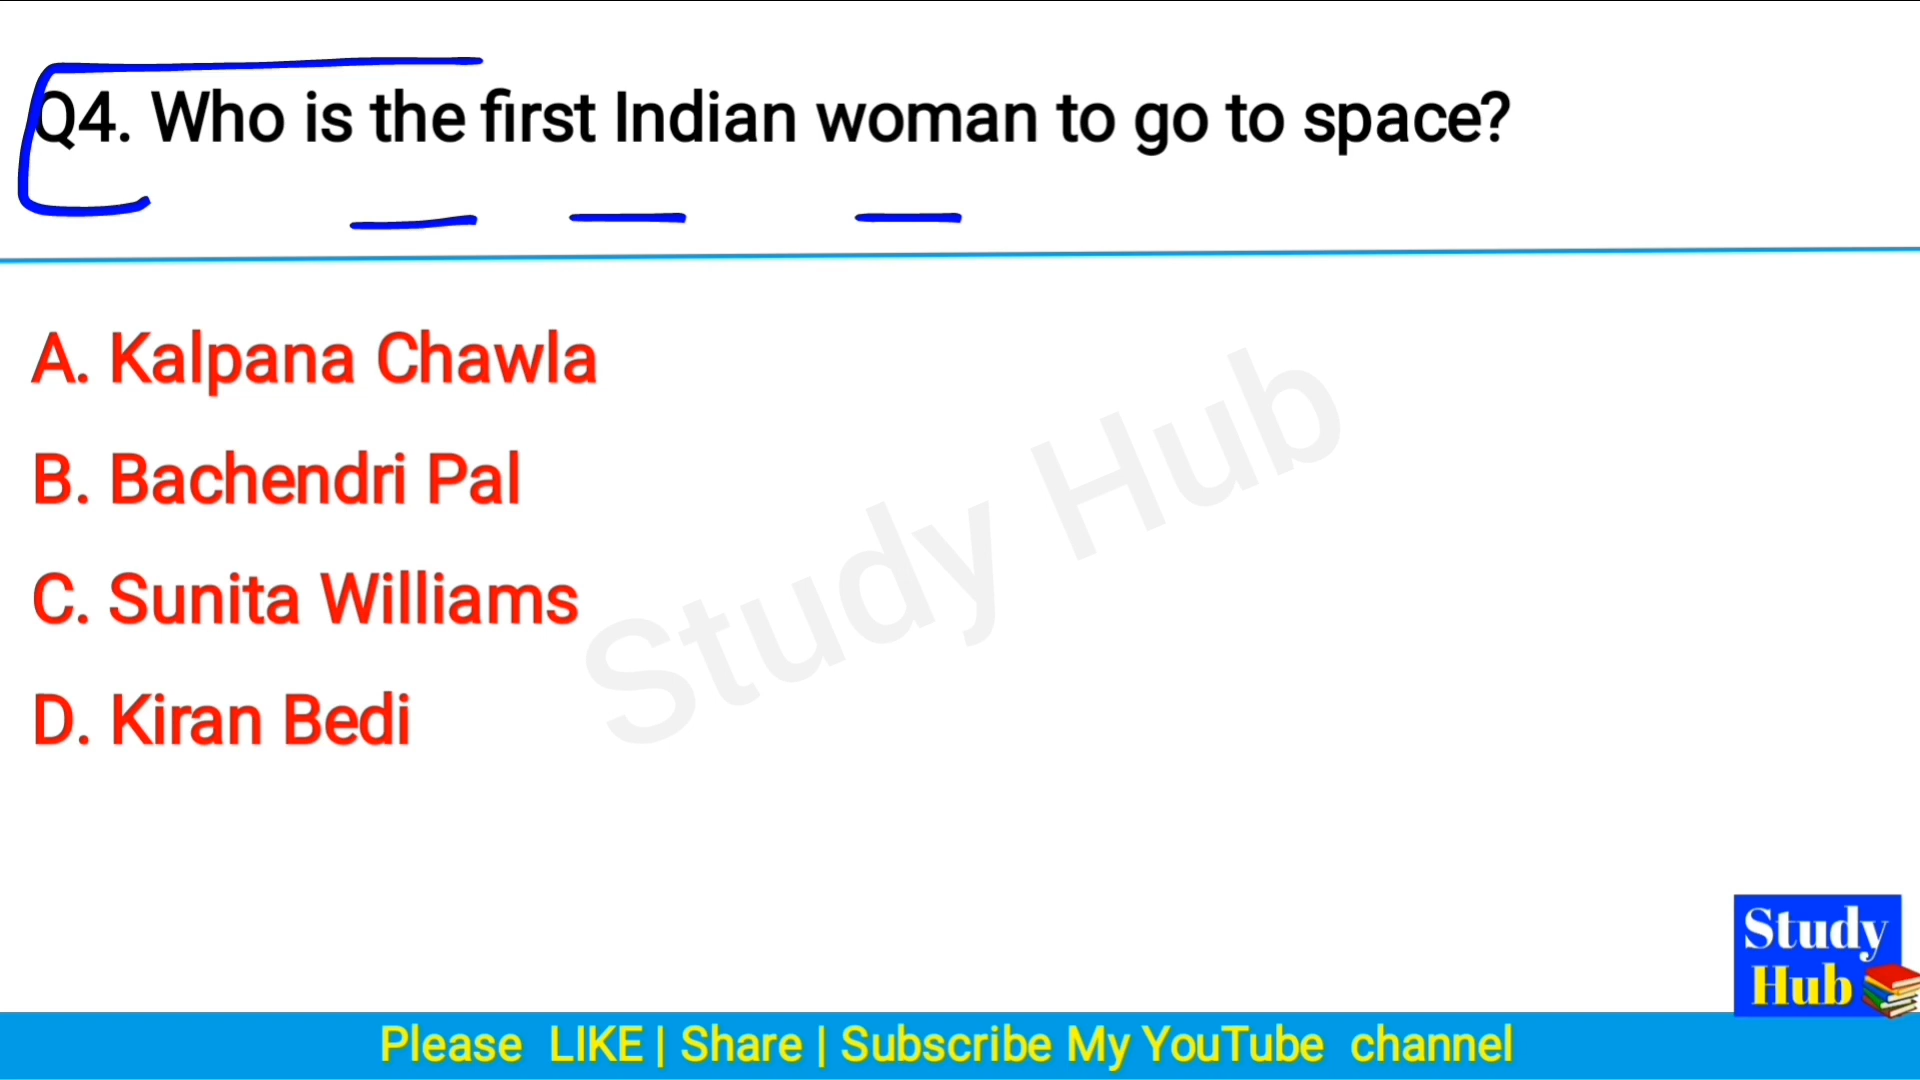 Q4. Who is the first Indian woman to go to space?
A. Kalpana Chawla
B. Bachendri Pal
C. Sunita Williams
D. Kiran Bedi
Study Hub
Study
Hub
Please LIKE | Share | Subscribe My YouTube channel